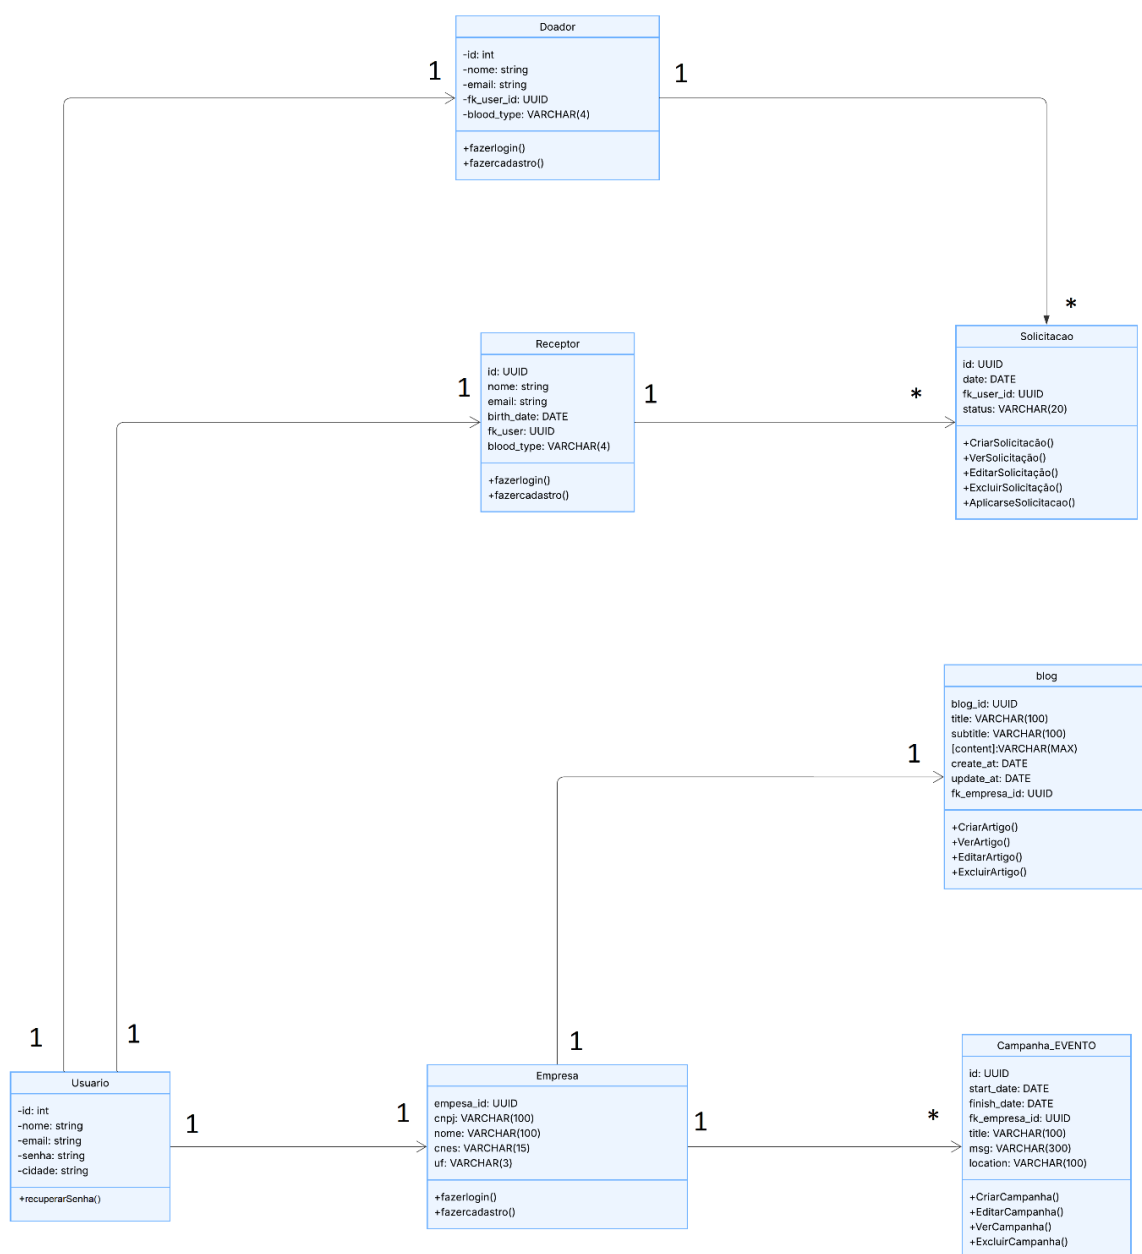 Doador
-id: int
-nome: string
-email: string
-fk_user_id: UUID
-blood_type: VARCHAR(4)
+fazerlogin()
+fazercadastro()
1
1
*
Receptor
id: UUID
nome: string
email: string
birth_date: DATE
fk_user: UUID
blood_type: VARCHAR(4)
+fazerlogin()
+fazercadastro()
1
1
*
Solicitacao
id: UUID
date: DATE
fk_user_id: UUID
status: VARCHAR(20)
+CriarSolicitacão()
+VerSolicitação()
+EditarSolicitação()
+ExcluirSolicitação()
+AplicarseSolicitacao()
blog
blog_id: UUID
title: VARCHAR(100)
subtitle: VARCHAR(100)
[content]:VARCHAR(MAX)
create_at: DATE
update_at: DATE
fk_empresa_id: UUID
+CriarArtigo()
+VerArtigo()
+EditarArtigo()
+ExcluirArtigo()
1
1
1
Usuario
-id: int
-nome: string
-email: string
-senha: string
-cidade: string
+recuperarSenha()
1
1
1
Empresa
empesa_id: UUID
cnpj: VARCHAR(100)
nome: VARCHAR(100)
cnes: VARCHAR(15)
uf: VARCHAR(3)
+fazerlogin()
+fazercadastro()
1
*
Campanha_EVENTO
id: UUID
start_date: DATE
finish_date: DATE
fk_empresa_id: UUID
title: VARCHAR(100)
msg: VARCHAR(300)
location: VARCHAR(100)
+CriarCampanha()
+EditarCampanha()
+VerCampanha()
+ExcluirCampanha()